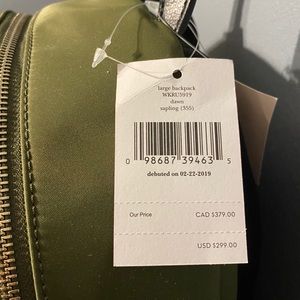 large backpack
WKRU5919
dawn
sapling (355)
0 98687 39463 5
debuted on 02-22-2019
Our Price
CAD $379.00
USD $299.00